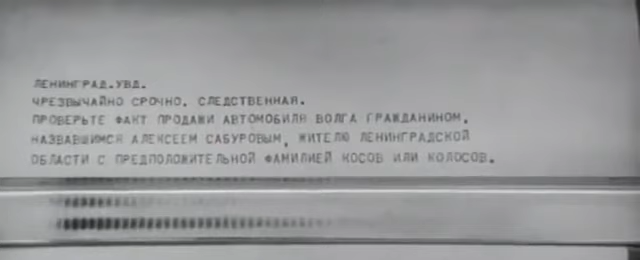 ЛЕНИНГРАД.УВД.
ЧРЕЗВЫЧАЙНО СРОЧНО. СЛЕДСТВЕННАЯ.
ПРОВЕРЬТЕ ФАКТ ПРОДАЖИ АВТОМОБИЛЯ ВОЛГА ГРАЖДАНИНОМ,
НАЗВАВШИМСЯ АЛЕКСЕЕМ САБУРОВЫМ, ЖИТЕЛЮ ЛЕНИНГРАДСКОЙ
ОБЛАСТИ С ПРЕДПОЛОЖИТЕЛЬНОЙ ФАМИЛИЕЙ КОСОВ ИЛИ КОЛОСОВ.